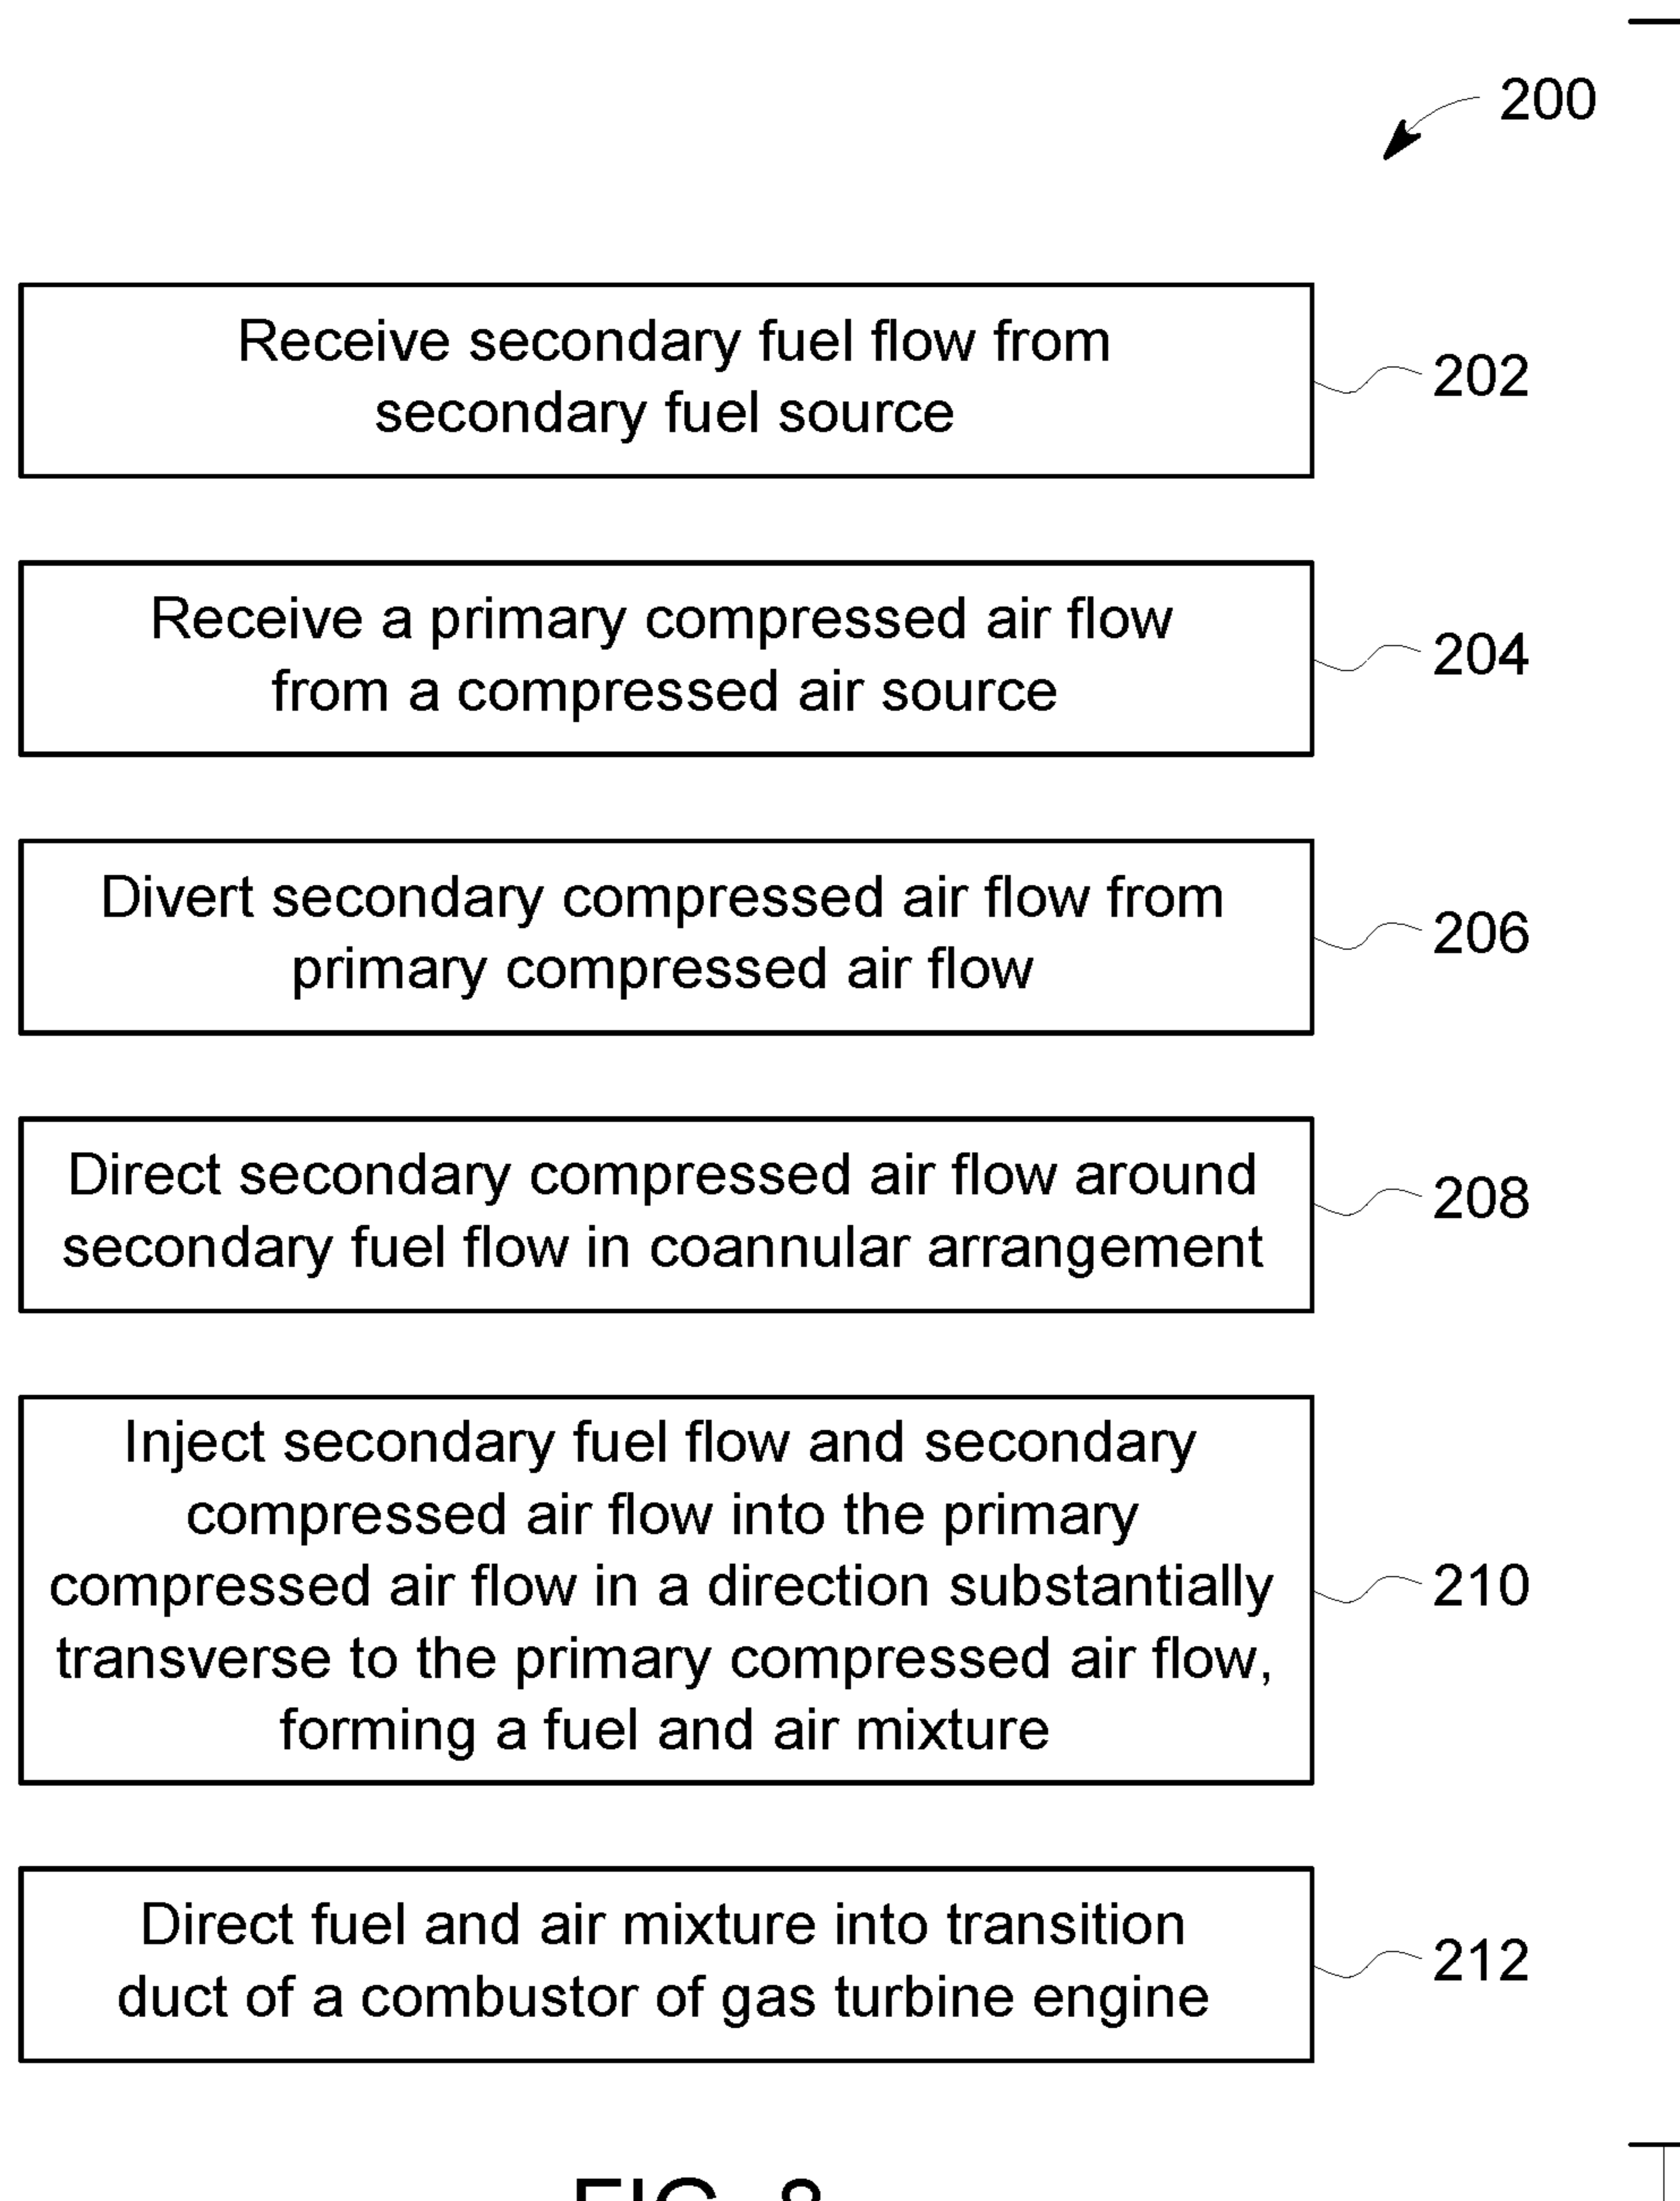 200
Receive secondary fuel flow from
secondary fuel source
202
Receive a primary compressed air flow
from a compressed air source
204
Divert secondary compressed air flow from
primary compressed air flow
206
Direct secondary compressed air flow around
secondary fuel flow in coannular arrangement
208
Inject secondary fuel flow and secondary
compressed air flow into the primary
compressed air flow in a direction substantially
transverse to the primary compressed air flow,
forming a fuel and air mixture
210
Direct fuel and air mixture into transition
duct of a combustor of gas turbine engine
212